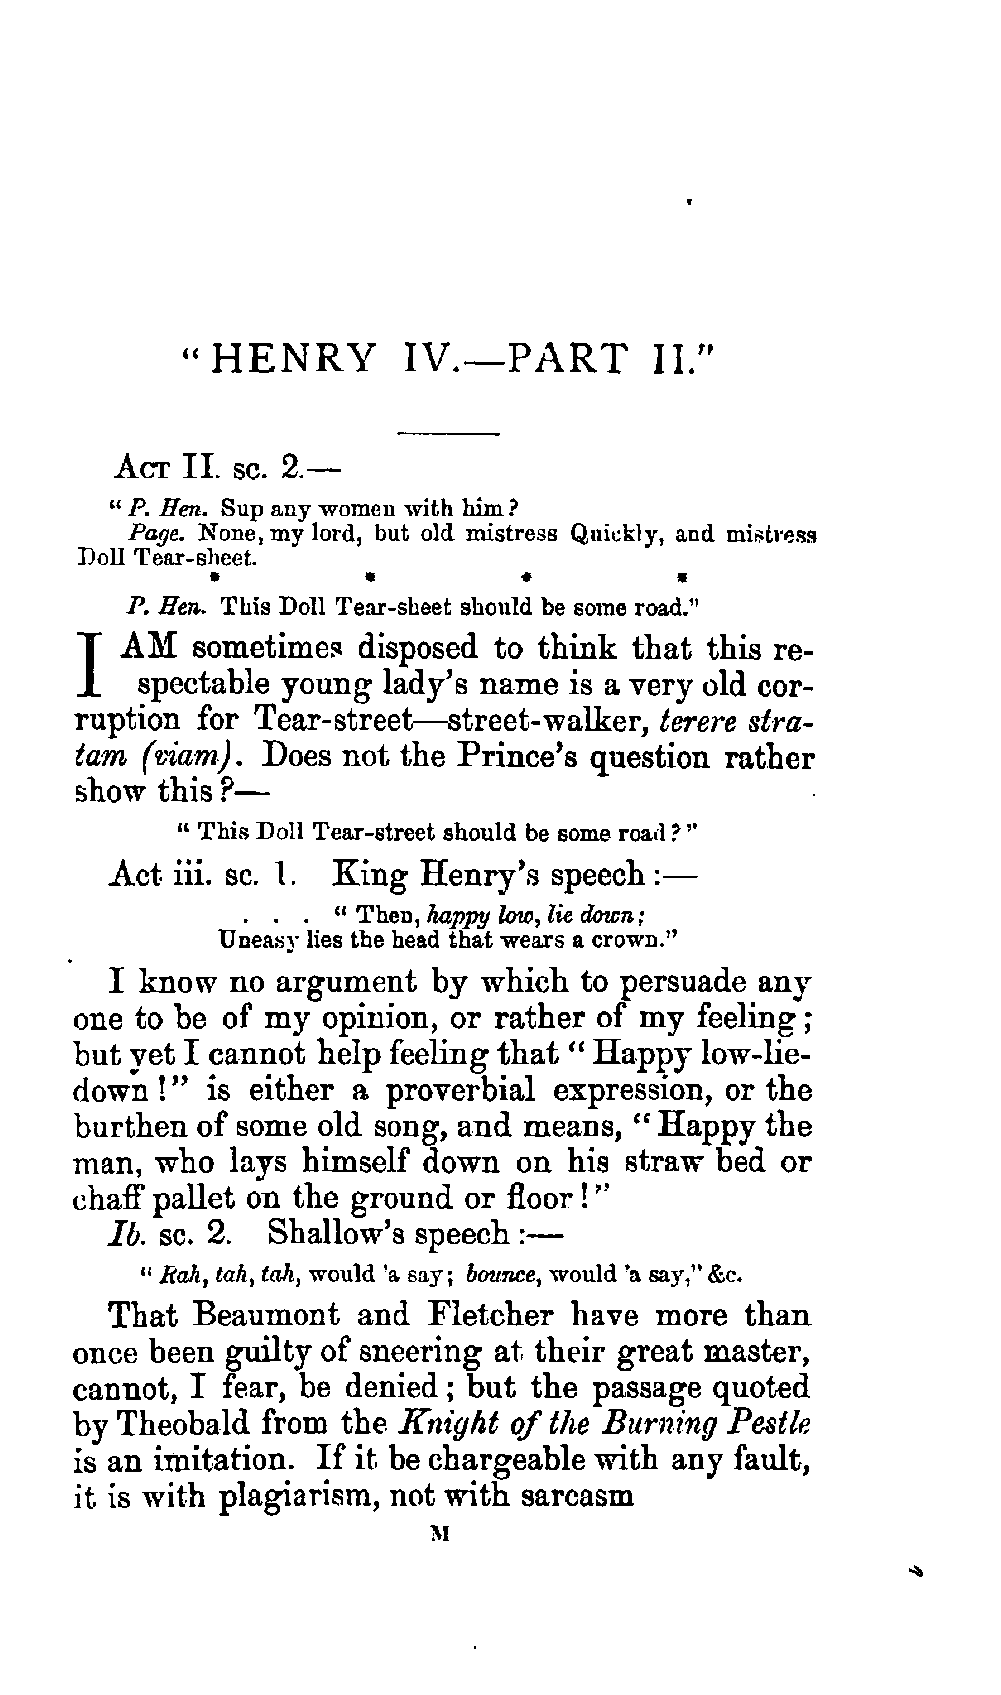 "HENRY IV.—PART II."
ACT II. sc. 2.—
"P. Hen. Sup any women with him?
Page. None, my lord, but old mistress Quickly, and mistress
Doll Tear-sheet.
* * * *
P. Hen. This Doll Tear-sheet should be some road."
I AM sometimes disposed to think that this re-
spectable young lady's name is a very old cor-
ruption for Tear-street—street-walker, terere stra-
tam (viam). Does not the Prince's question rather
show this?—
"This Doll Tear-street should be some road?"
Act iii. sc. 1. King Henry's speech:—
. . . "Then, happy low, lie down;
Uneasy lies the head that wears a crown."
I know no argument by which to persuade any
one to be of my opinion, or rather of my feeling;
but yet I cannot help feeling that "Happy low-lie-
down!" is either a proverbial expression, or the
burthen of some old song, and means, "Happy the
man, who lays himself down on his straw bed or
chaff pallet on the ground or floor!"
Ib. sc. 2. Shallow's speech:—
"Rah, tah, tah, would 'a say; bounce, would 'a say," &c.
That Beaumont and Fletcher have more than
once been guilty of sneering at their great master,
cannot, I fear, be denied; but the passage quoted
by Theobald from the Knight of the Burning Pestle
is an imitation. If it be chargeable with any fault,
it is with plagiarism, not with sarcasm
M